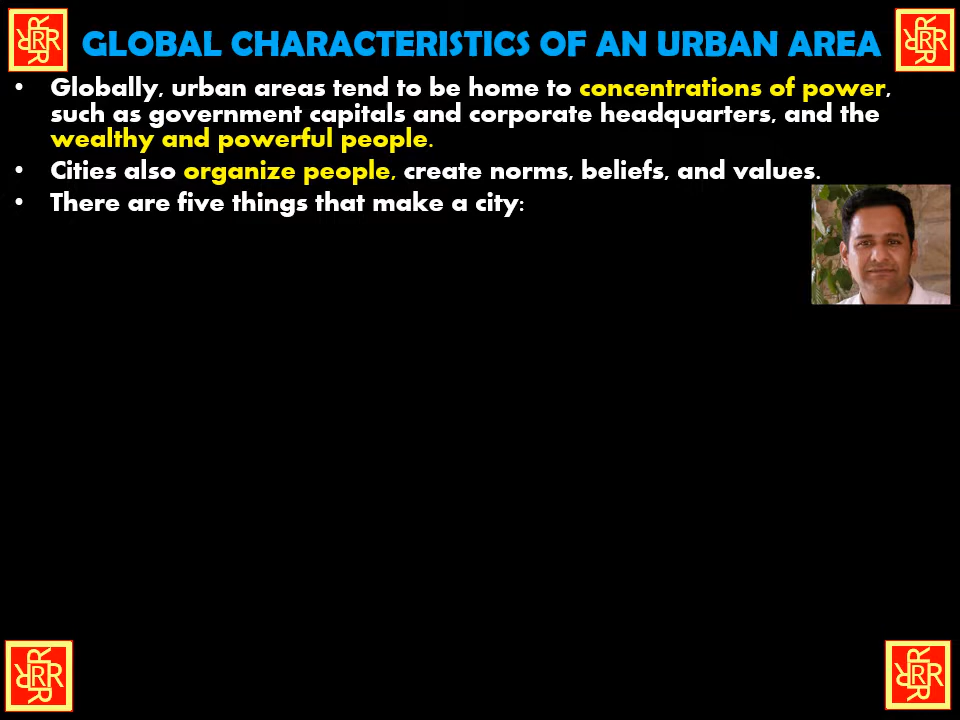 GLOBAL CHARACTERISTICS OF AN URBAN AREA
• Globally, urban areas tend to be home to concentrations of power,
such as government capitals and corporate headquarters, and the
wealthy and powerful people.
• Cities also organize people, create norms, beliefs, and values.
• There are five things that make a city: